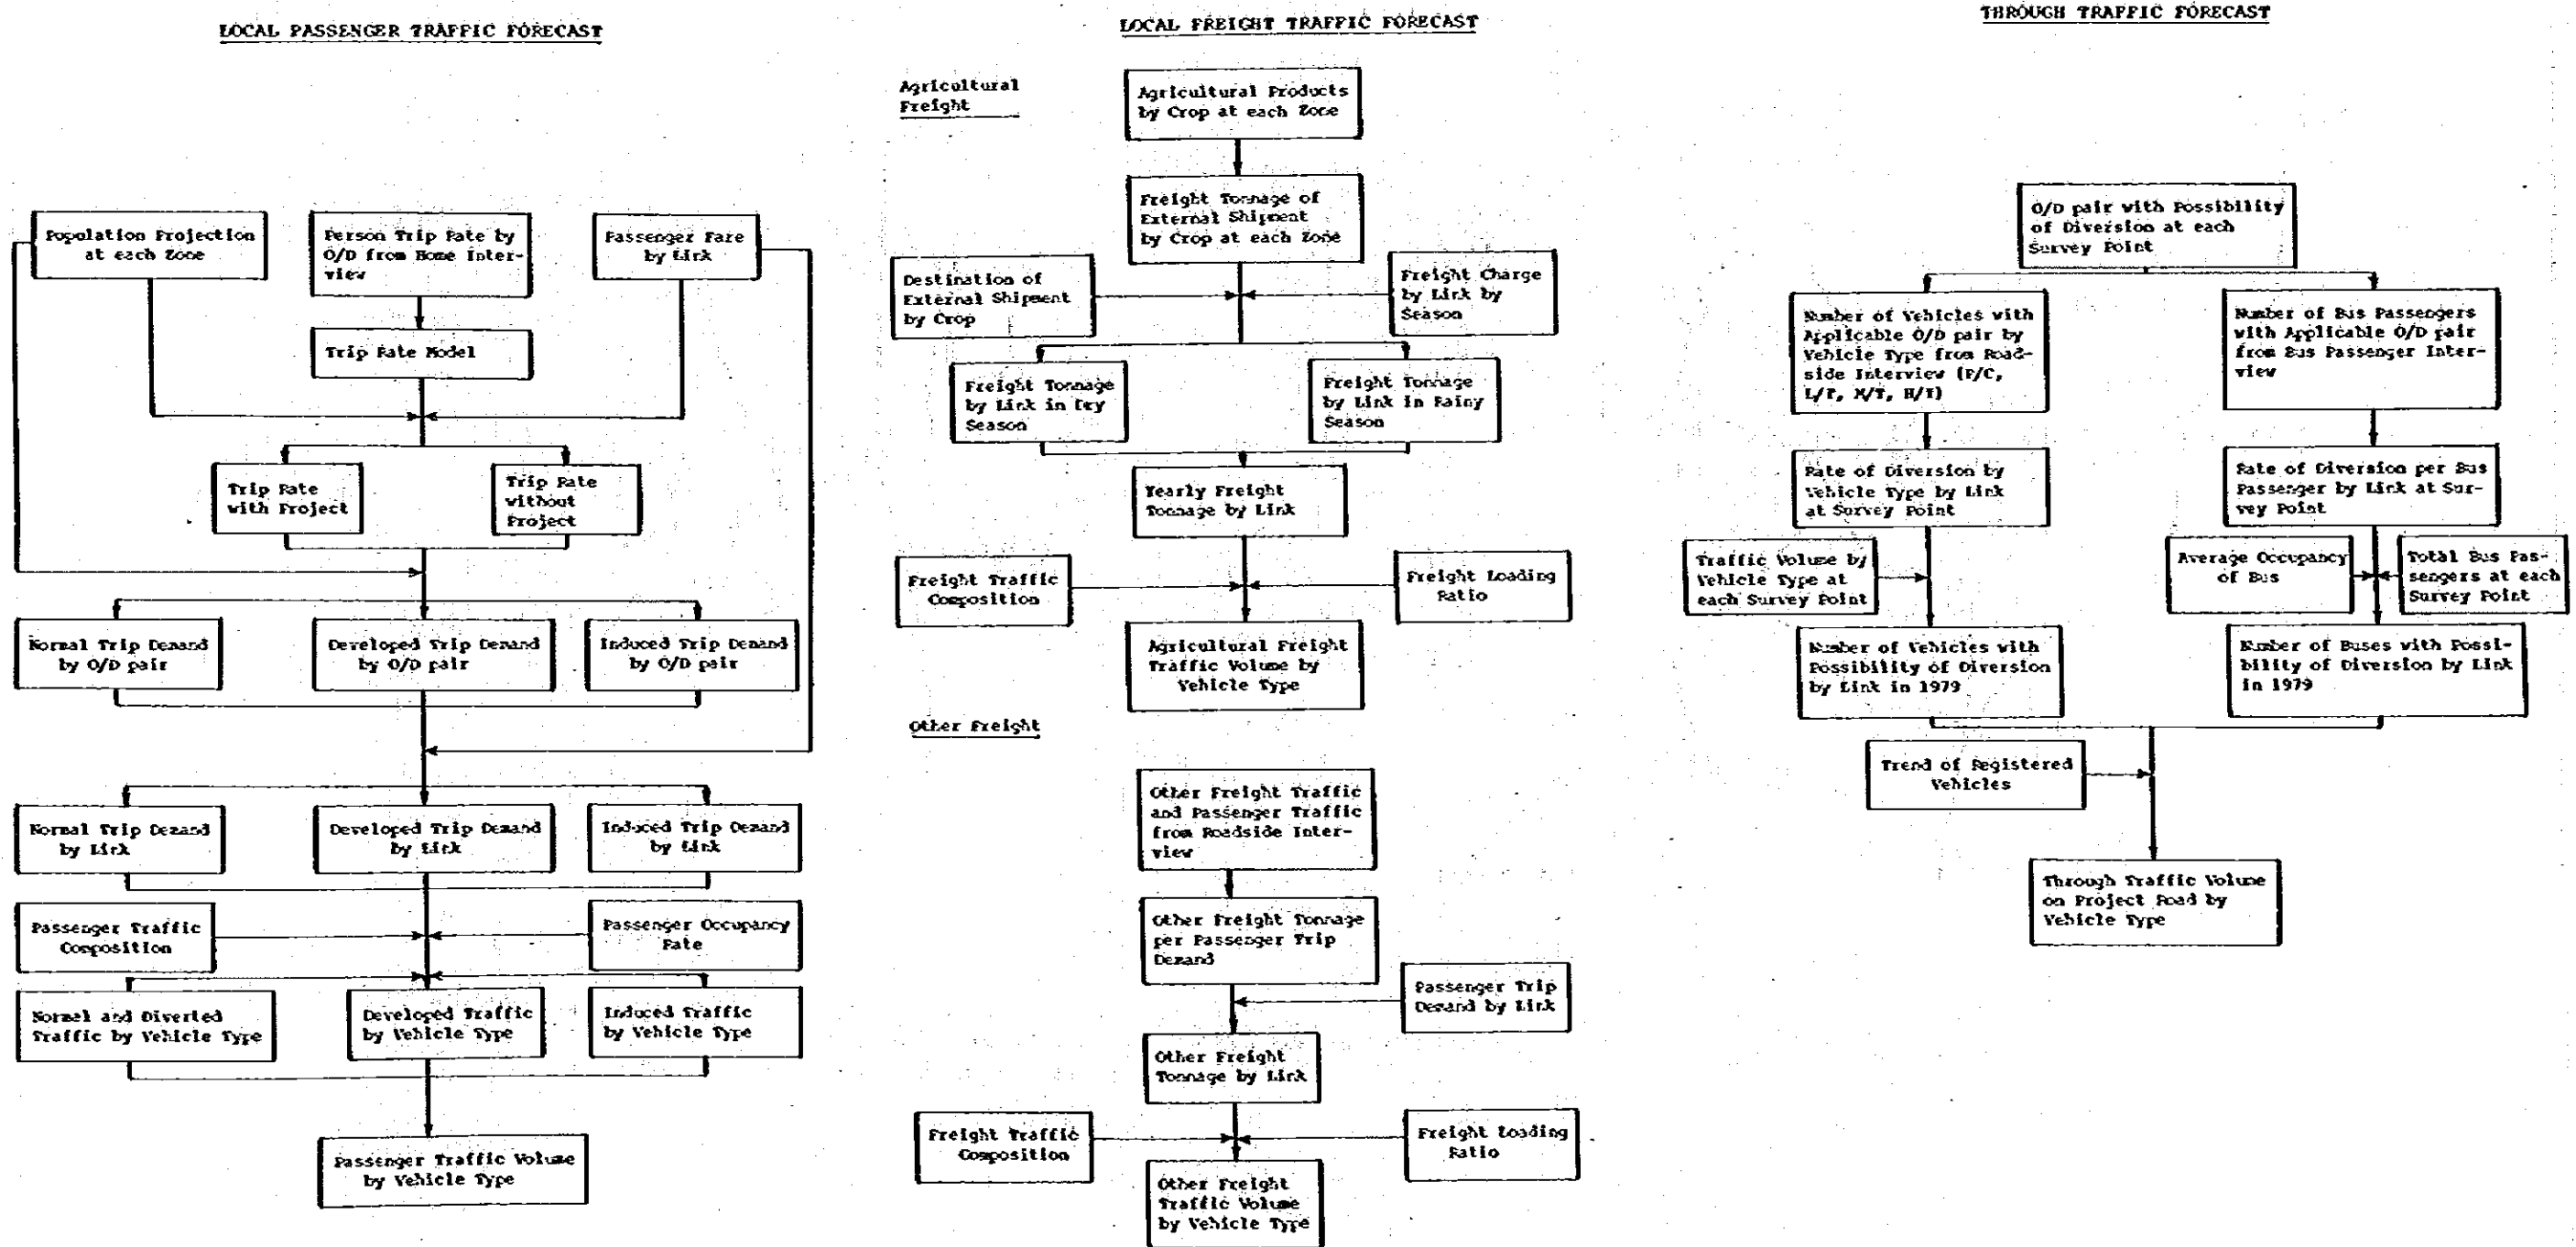 LOCAL PASSENGER TRAFFIC FORECAST
Population Projection
at each Zone
Person Trip Rate by
O/D from Home Inter-
view
Passenger Fare
by Link
Trip Rate Model
Trip Rate
with Project
Trip Rate
without
Project
Normal Trip Demand
by O/D pair
Developed Trip Demand
by O/D pair
Induced Trip Demand
by O/D pair
Normal Trip Demand
by Link
Developed Trip Demand
by Link
Induced Trip Demand
by Link
Passenger Traffic
Composition
Passenger Occupancy
Rate
Normal and Diverted
Traffic by Vehicle Type
Developed Traffic
by Vehicle Type
Induced Traffic
by Vehicle Type
Passenger Traffic Volume
by Vehicle Type
LOCAL FREIGHT TRAFFIC FORECAST
Agricultural
Freight
Agricultural Products
by Crop at each Zone
Freight Tonnage of
External Shipment
by Crop at each Zone
Destination of
External Shipment
by Crop
Freight Charge
by Link by
Season
Freight Tonnage
by Link in Dry
Season
Freight Tonnage
by Link in Rainy
Season
Yearly Freight
Tonnage by Link
Freight Traffic
Composition
Freight Loading
Ratio
Agricultural Freight
Traffic Volume by
Vehicle Type
Other Freight
Other Freight Traffic
and Passenger Traffic
from Roadside Inter-
view
Other Freight Tonnage
per Passenger Trip
Demand
Passenger Trip
Demand by Link
Other Freight
Tonnage by Link
Freight Traffic
Composition
Freight Loading
Ratio
Other Freight
Traffic Volume
by Vehicle Type
THROUGH TRAFFIC FORECAST
O/D pair with Possibility
of Diversion at each
Survey Point
Number of Vehicles with
Applicable O/D pair by
Vehicle Type from Road-
side Interview (P/C,
L/T, M/T, H/T)
Number of Bus Passengers
with Applicable O/D pair
from Bus Passenger Inter-
view
Rate of Diversion by
Vehicle Type by Link
at Survey Point
Rate of Diversion per Bus
Passenger by Link at Sur-
vey Point
Traffic Volume by
Vehicle Type at
each Survey Point
Average Occupancy
of Bus
Total Bus Pas-
sengers at each
Survey Point
Number of Vehicles with
Possibility of Diversion
by Link in 1979
Number of Buses with Possi-
bility of Diversion by Link
in 1979
Trend of Registered
Vehicles
Through Traffic Volume
on Project Road by
Vehicle Type